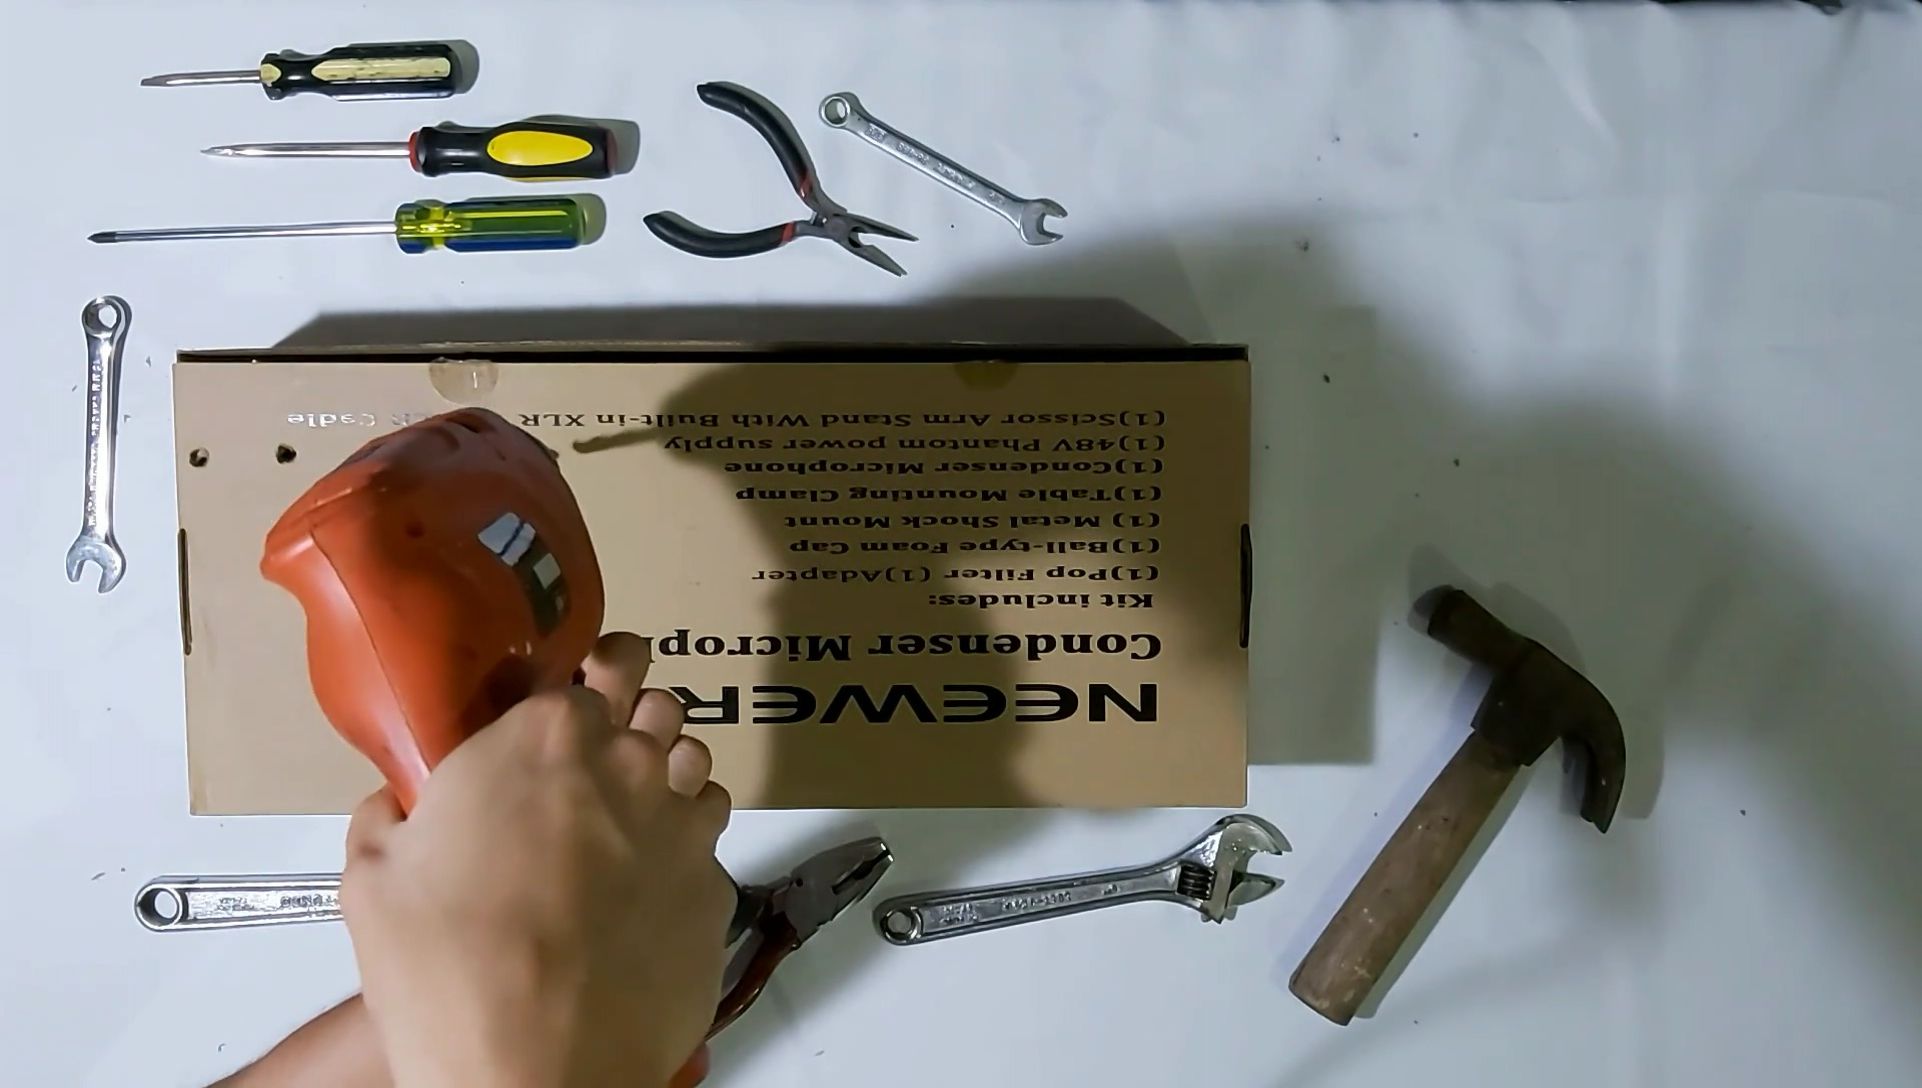 NEEWER
Condenser
Kit includes:
(1)Pop Filter (1)Adapter
(1)Ball-type Foam Cap
(1) Metal Shock Mount
(1)Table Mounting Clamp
(1)Condenser Microphone
(1)48V Phantom power supply
(1)Scissor Arm Stand With Built-in XLR